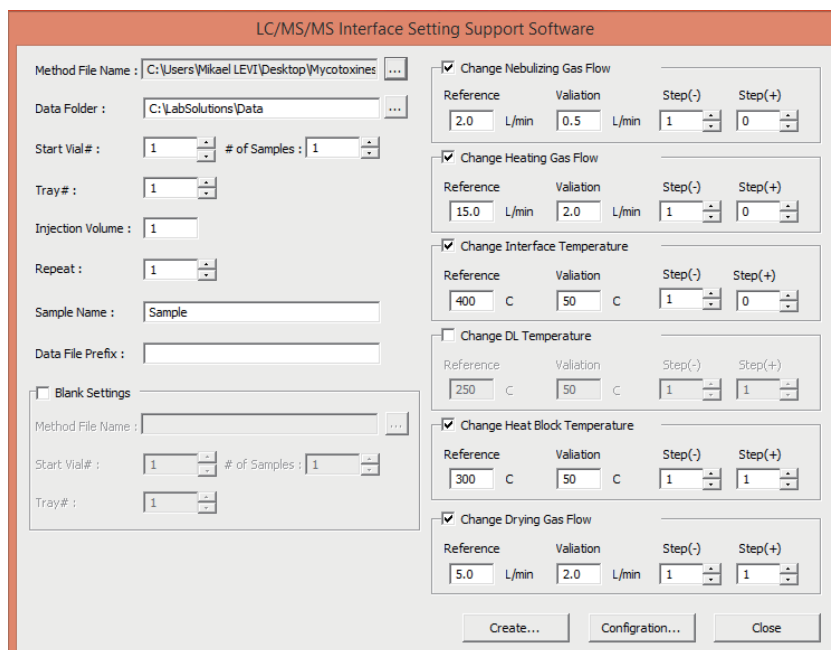 LC/MS/MS Interface Setting Support Software
Method File Name : C:\Users\Mikael LEVI\Desktop\Mycotoxines ...
Data Folder : C:\LabSolutions\Data ...
Start Vial# : 1 # of Samples : 1
Tray# : 1
Injection Volume : 1
Repeat : 1
Sample Name : Sample
Data File Prefix :
Blank Settings
Method File Name : ...
Start Vial# : 1 # of Samples : 1
Tray# : 1
Change Nebulizing Gas Flow
Reference Valiation Step(-) Step(+)
2.0 L/min 0.5 L/min 1 0
Change Heating Gas Flow
Reference Valiation Step(-) Step(+)
15.0 L/min 2.0 L/min 1 0
Change Interface Temperature
Reference Valiation Step(-) Step(+)
400 C 50 C 1 0
Change DL Temperature
Reference Valiation Step(-) Step(+)
250 C 50 C 1 1
Change Heat Block Temperature
Reference Valiation Step(-) Step(+)
300 C 50 C 1 1
Change Drying Gas Flow
Reference Valiation Step(-) Step(+)
5.0 L/min 2.0 L/min 1 1
Create... Configration... Close